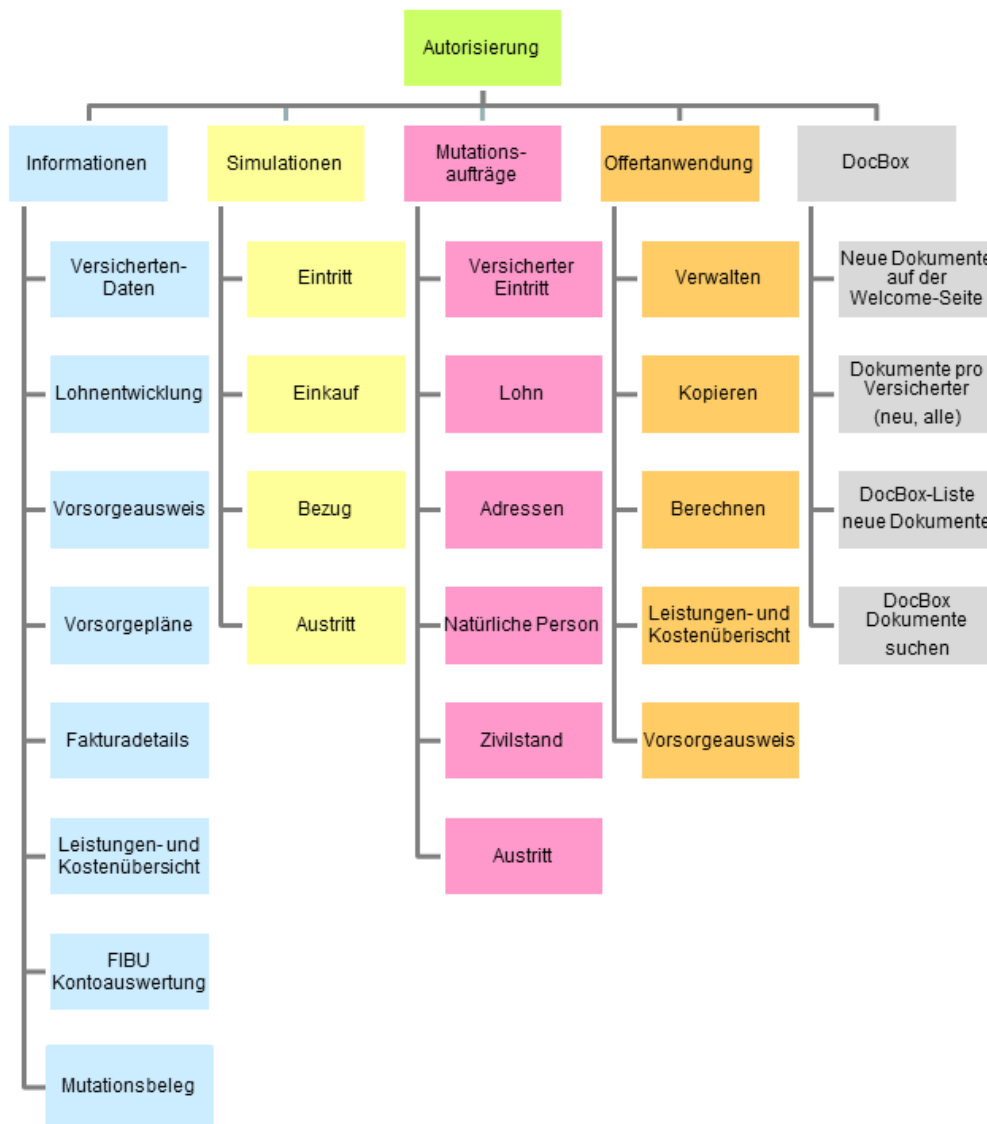 Autorisierung
Informationen
Simulationen
Mutations-
aufträge
Offertanwendung
DocBox
Versicherten-
Daten
Lohnentwicklung
Vorsorgeausweis
Vorsorgepläne
Fakturadetails
Leistungen- und
Kostenübersicht
FIBU
Kontoauswertung
Mutationsbeleg
Eintritt
Einkauf
Bezug
Austritt
Versicherter
Eintritt
Lohn
Adressen
Natürliche Person
Zivilstand
Austritt
Verwalten
Kopieren
Berechnen
Leistungen- und
Kostenüberischt
Vorsorgeausweis
Neue Dokumente
auf der
Welcome-Seite
Dokumente pro
Versicherter
(neu, alle)
DocBox-Liste
neue Dokumente
DocBox
Dokumente
suchen